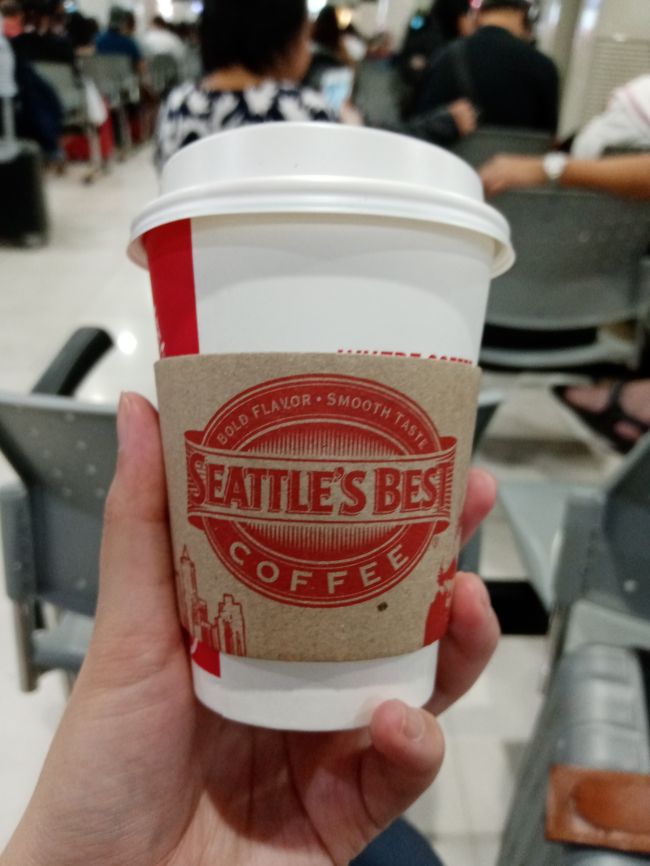 BOLD FLAVOR • SMOOTH TASTE
SEATTLE'S BEST
COFFEE